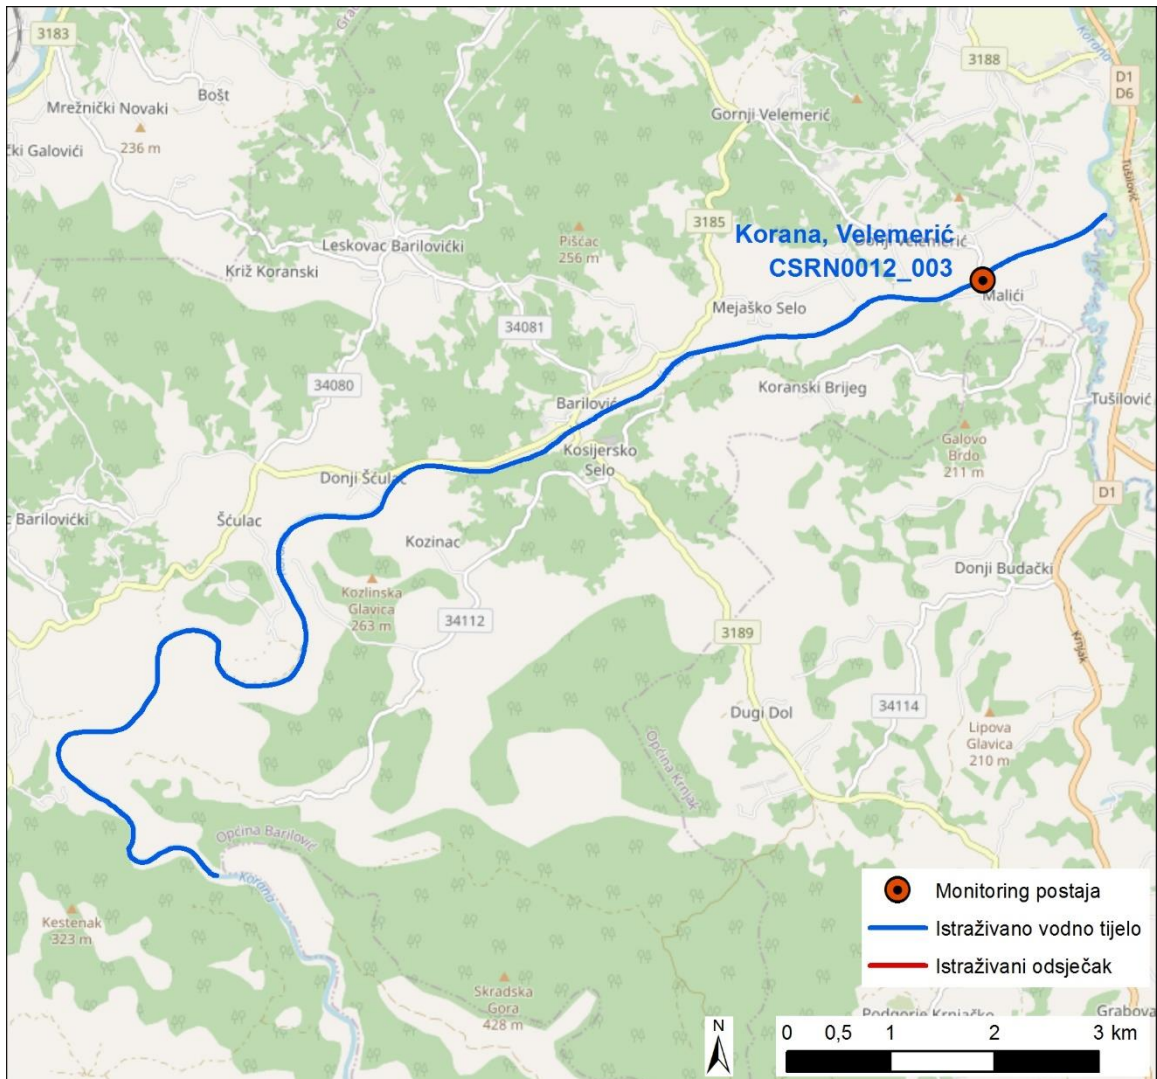 3183
Bošt
Mrežnički Novaki
236 m
Galovići
Gornji Velemerić
3188
Korana
D1
D6
Tušilović
3185
Leskovac Barilovićki
Pišćac
256 m
Križ Koranski
Korana, Velemerić
CSRN0012_003
Malići
Mejaško Selo
34081
34080
Koranski Brijeg
Barilović
Tušilović
Kosijersko
Selo
Galovo
Brdo
211 m
Donji Šćulac
D1
Barilovićki
Šćulac
Kozinac
Donji Budački
Kozlinska
Glavica
263 m
34112
3189
Krnjak
Dugi Dol
34114
Lipova
Glavica
210 m
Općina Krnjak
Općina Barilović
Korana
Kestenak
323 m
Skradska
Gora
428 m
Monitoring postaja
Istraživano vodno tijelo
Istraživani odsječak
Grabova
N
0 0,5 1 2 3 km